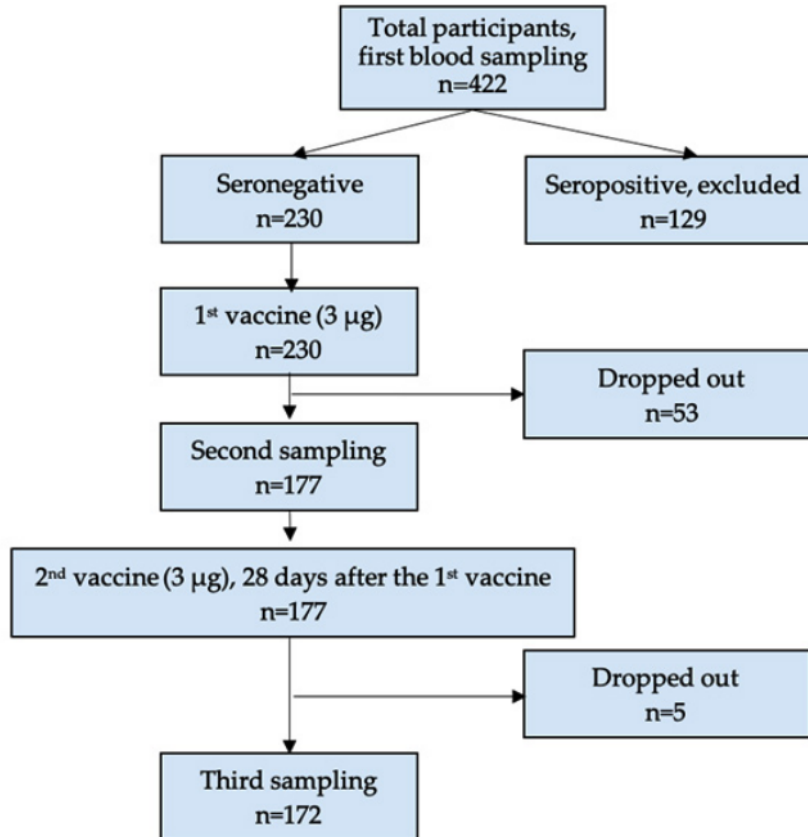 Total participants,
first blood sampling
n=422
Seronegative
n=230
Seropositive, excluded
n=129
1st vaccine (3 µg)
n=230
Dropped out
n=53
Second sampling
n=177
2nd vaccine (3 µg), 28 days after the 1st vaccine
n=177
Dropped out
n=5
Third sampling
n=172